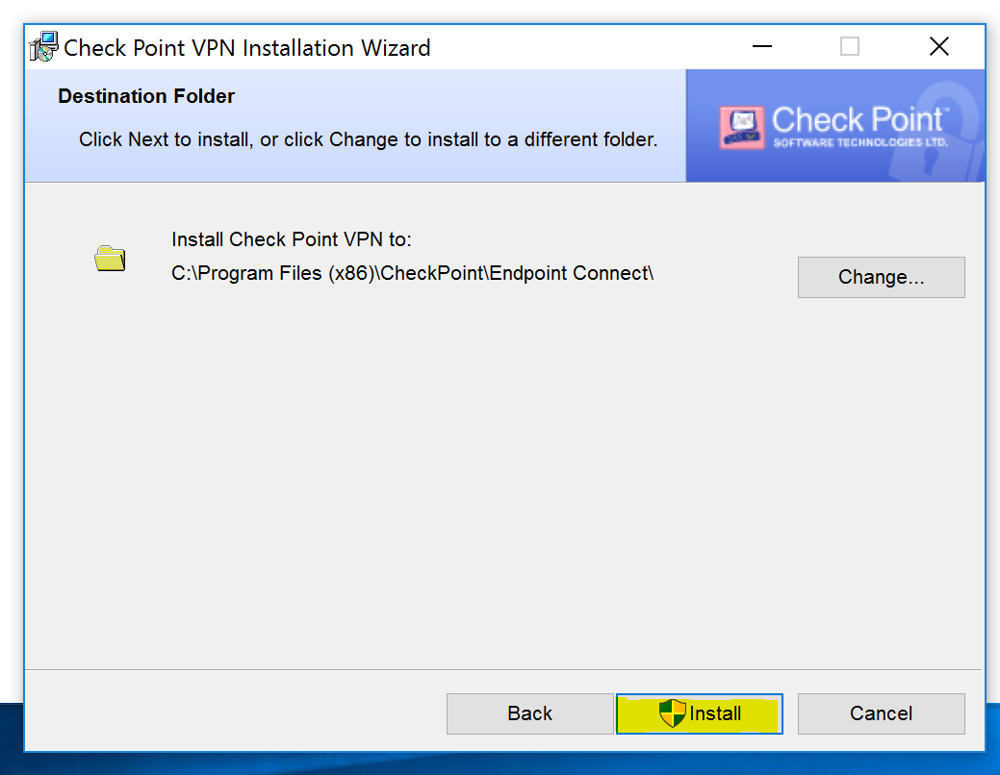 Check Point VPN Installation Wizard
Destination Folder
Click Next to install, or click Change to install to a different folder.
Check Point™
SOFTWARE TECHNOLOGIES LTD.
Install Check Point VPN to:
C:\Program Files (x86)\CheckPoint\Endpoint Connect\
Change...
Back
Install
Cancel